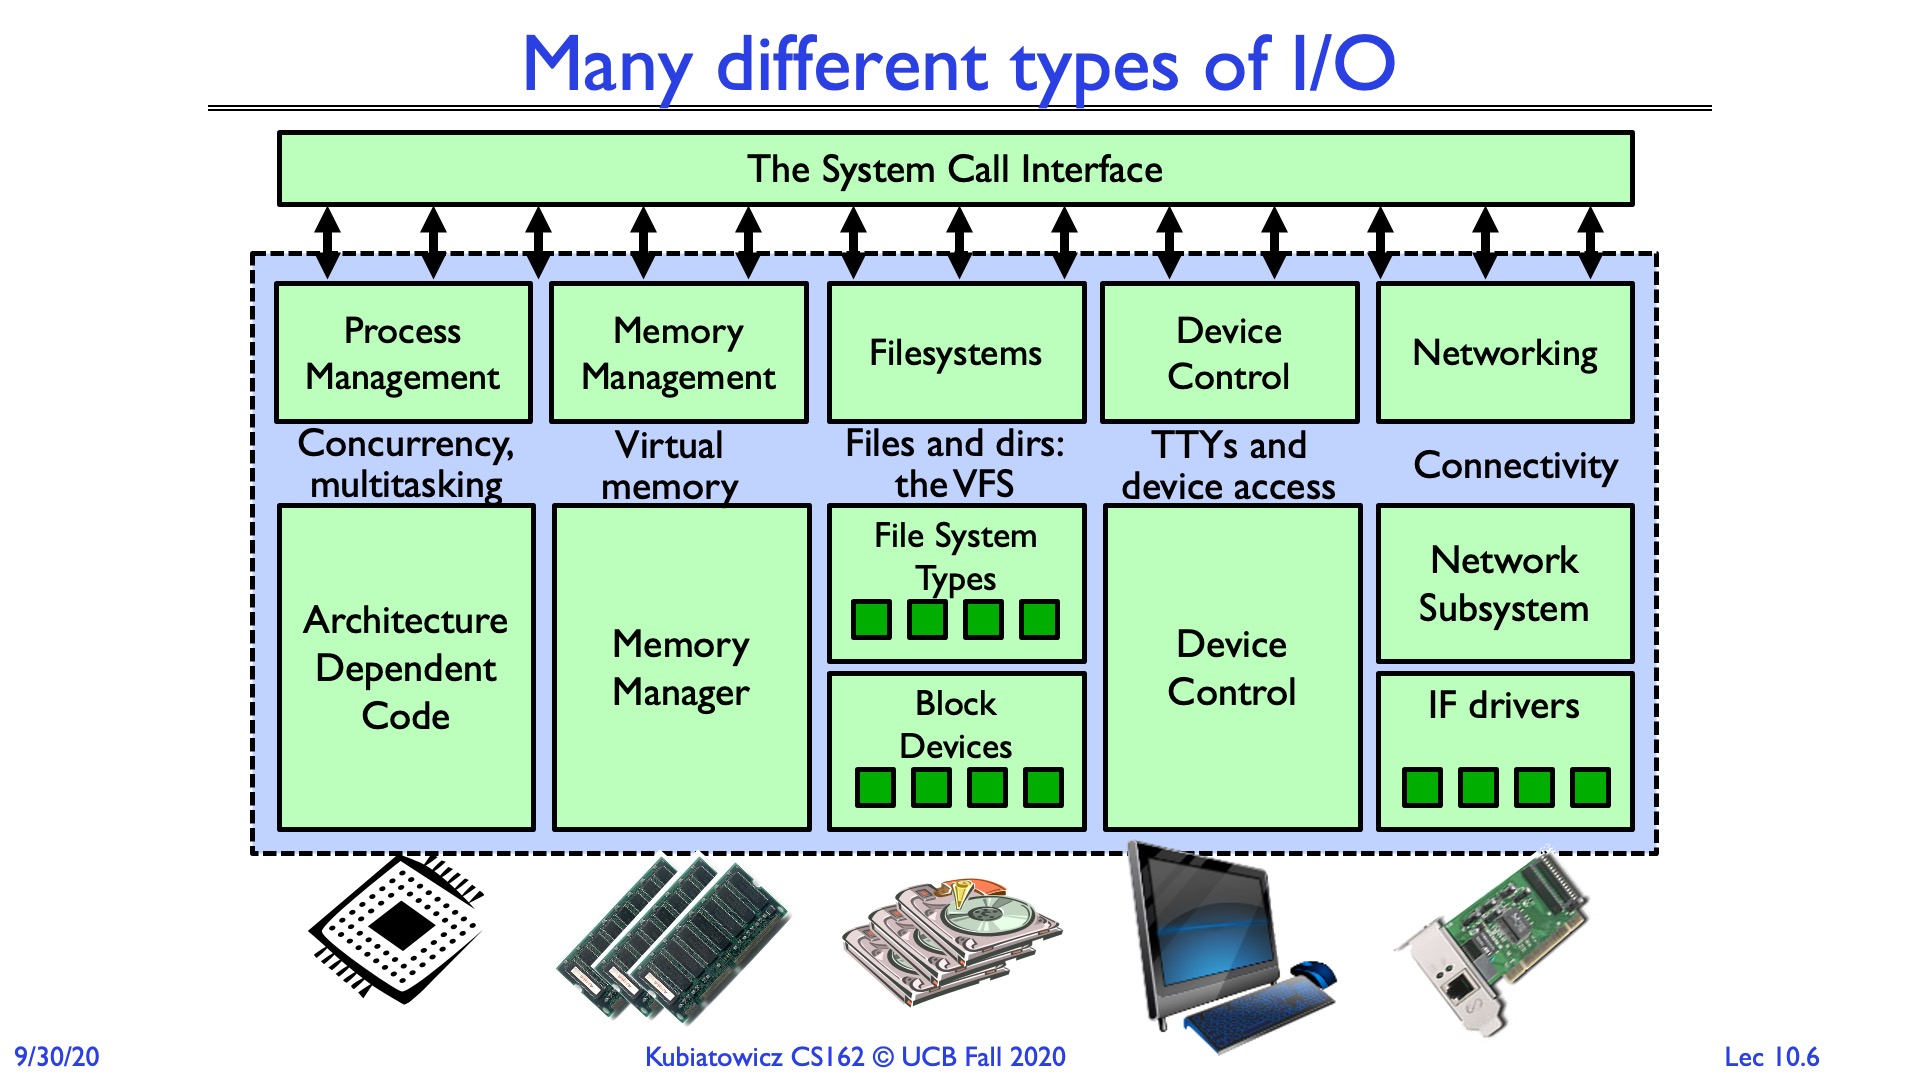 Many different types of I/O
The System Call Interface
Process
Management
Memory
Management
Filesystems
Device
Control
Networking
Concurrency,
multitasking
Virtual
memory
Files and dirs:
the VFS
TTYs and
device access
Connectivity
Architecture
Dependent
Code
Memory
Manager
File System
Types
Block
Devices
Device
Control
Network
Subsystem
IF drivers
9/30/20
Kubiatowicz CS162 © UCB Fall 2020
Lec 10.6